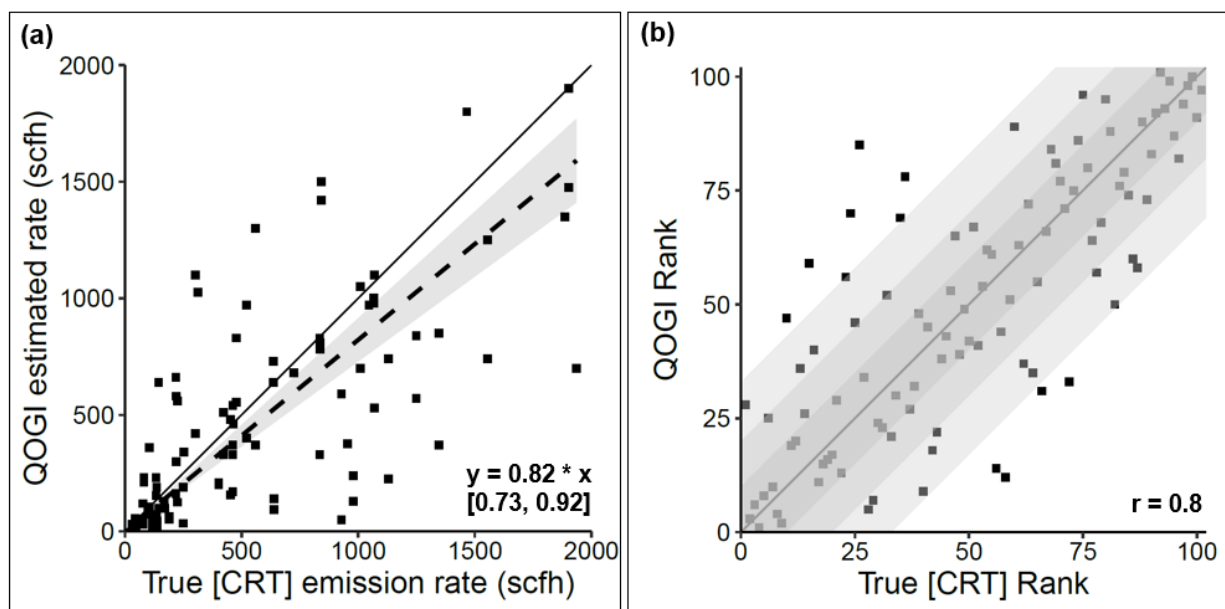 (a)
QOGI estimated rate (scfh)
2000
1500
1000
500
0
0 500 1000 1500 2000
True [CRT] emission rate (scfh)
y = 0.82 * x
[0.73, 0.92]
(b)
QOGI Rank
100
75
50
25
0
0 25 50 75 100
True [CRT] Rank
r = 0.8